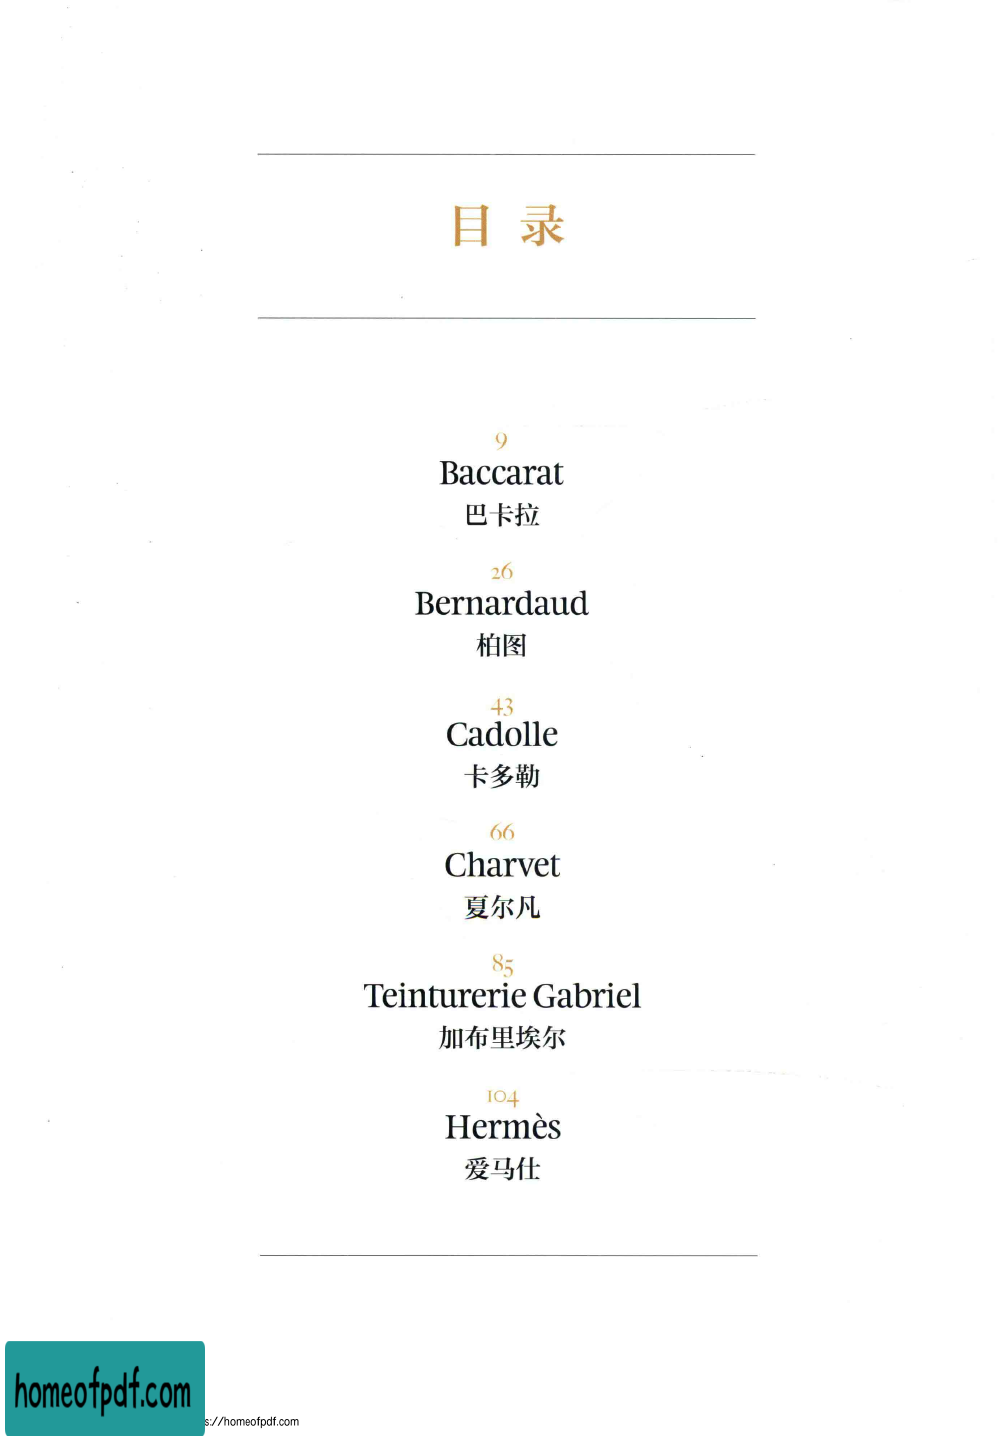 目录
9
Baccarat
巴卡拉
26
Bernardaud
柏图
43
Cadolle
卡多勒
66
Charvet
夏尔凡
85
Teinturerie Gabriel
加布里埃尔
104
Hermès
爱马仕
homeofpdf.com
s://homeofpdf.com